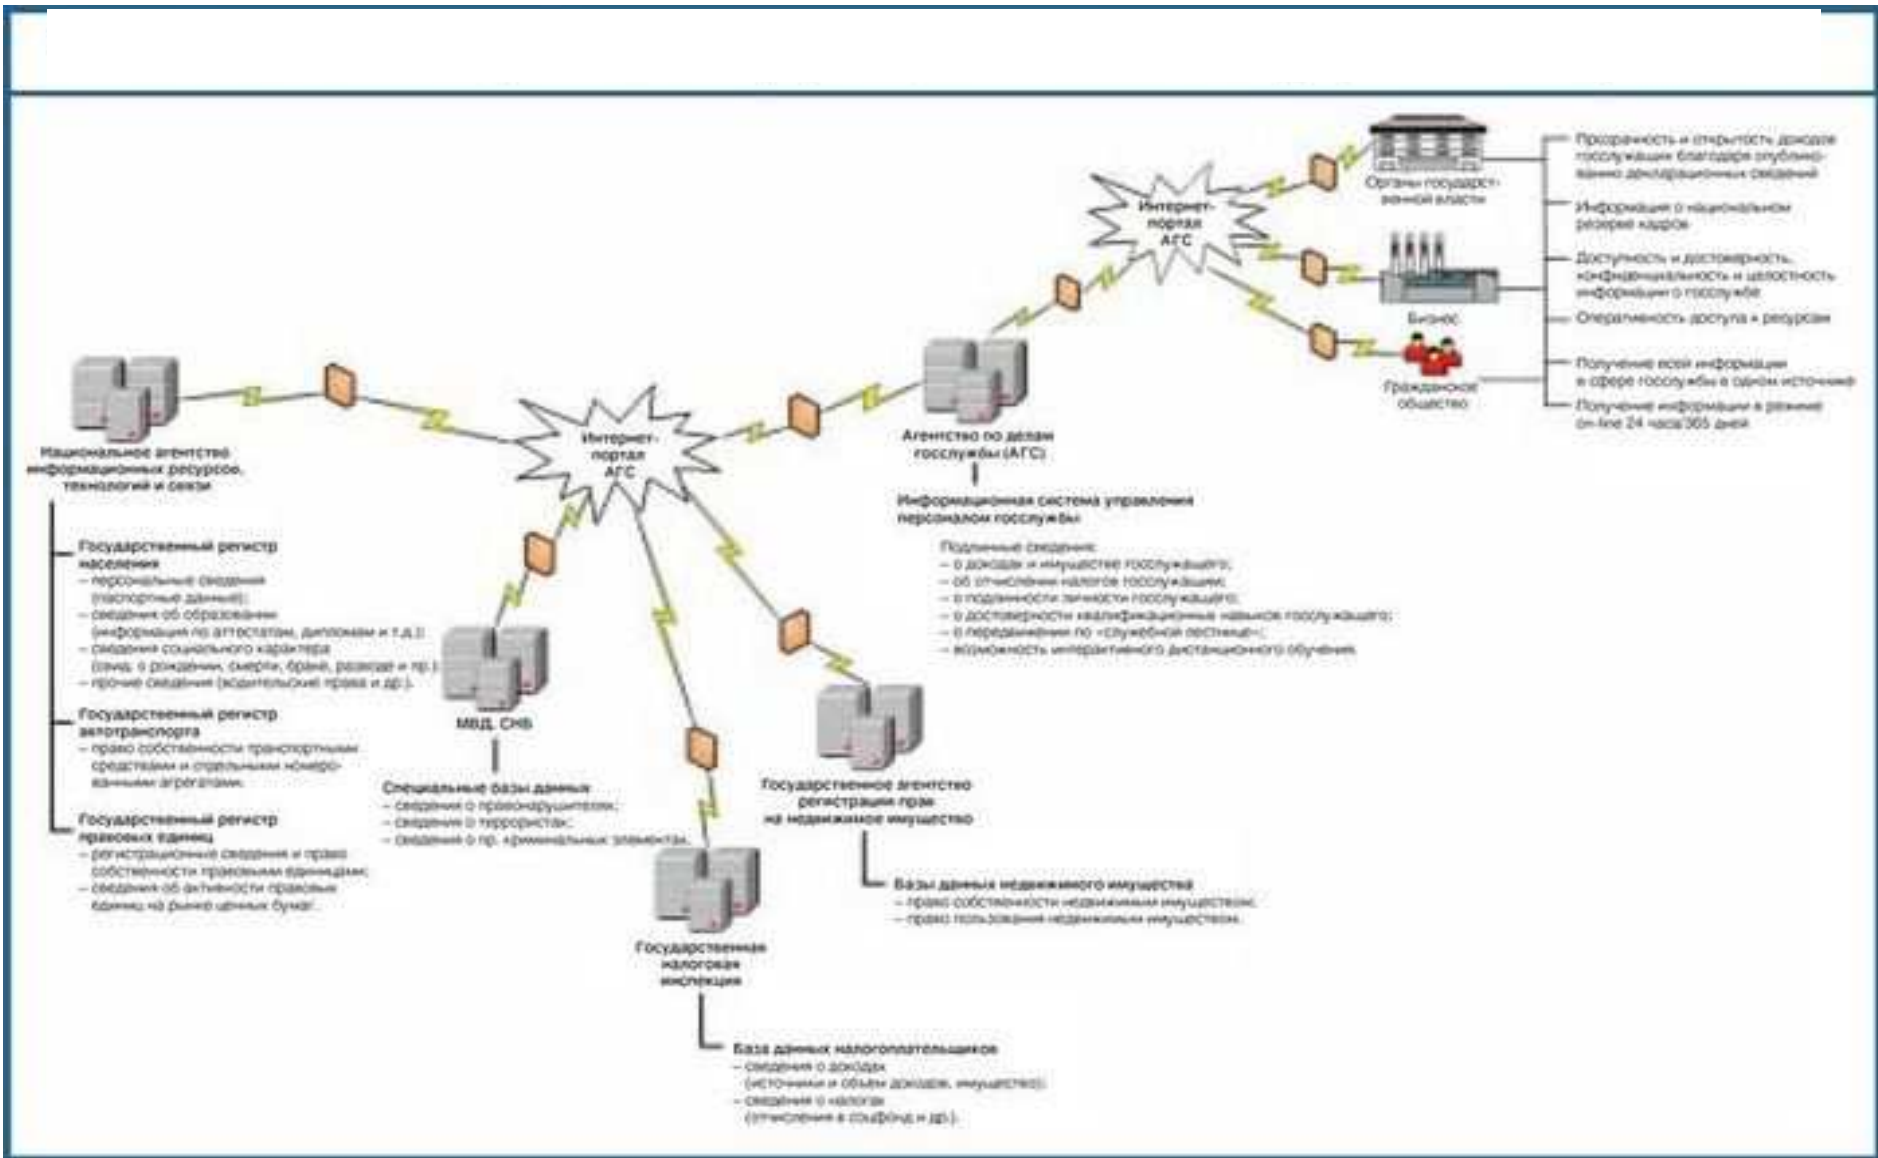 Национальное агентство
информационных ресурсов,
технологий и связи
Государственный регистр
населения
– персональные сведения
(паспортные данные);
– сведения об образовании
(информация по аттестатам, дипломам и т.д.);
– сведения социального характера
(свид. о рождении, смерти, браке, разводе и пр.)
– прочие сведения (водительские права и др.).
Государственный регистр
автотранспорта
– право собственности транспортными
средствами и отдельными номеро-
ванными агрегатами.
Государственный регистр
правовых единиц
– регистрационные сведения и право
собственности правовыми единицами;
– сведения об активности правовых
единиц на рынке ценных бумаг.
МВД, СНБ
Специальные базы данных
– сведения о правонарушителях;
– сведения о террористах;
– сведения о пр. криминальных элементах.
Интернет-
портал
АГС
Государственная
налоговая
инспекция
База данных налогоплательщиков
– сведения о доходах
(источники и объем доходов, имущество);
– сведения о налогах
(отчисления в соцфонд и др.).
Государственное агентство
регистрации прав
на недвижимое имущество
Базы данных недвижимого имущества
– право собственности недвижимым имуществом;
– право пользования недвижимым имуществом.
Агентство по делам
госслужбы (АГС)
Информационная система управления
персоналом госслужбы
Подлинные сведения:
– о доходах и имуществе госслужащего;
– об отчислении налогов госслужащим;
– о подлинности личности госслужащего;
– о достоверности квалификационных навыков госслужащего;
– о передвижении по «служебной лестнице»;
– возможность интерактивного дистанционного обучения.
Интернет-
портал
АГС
Органы государст-
венной власти
Бизнес
Гражданское
общество
Прозрачность и открытость доходов
госслужащих благодаря опублико-
ванию декларационных сведений
Информация о национальном
резерве кадров
Доступность и достоверность,
конфиденциальность и целостность
информации о госслужбе
Оперативность доступа к ресурсам
Получение всей информации
в сфере госслужбы в одном источнике
Получение информации в режиме
on-line 24 часа/365 дней